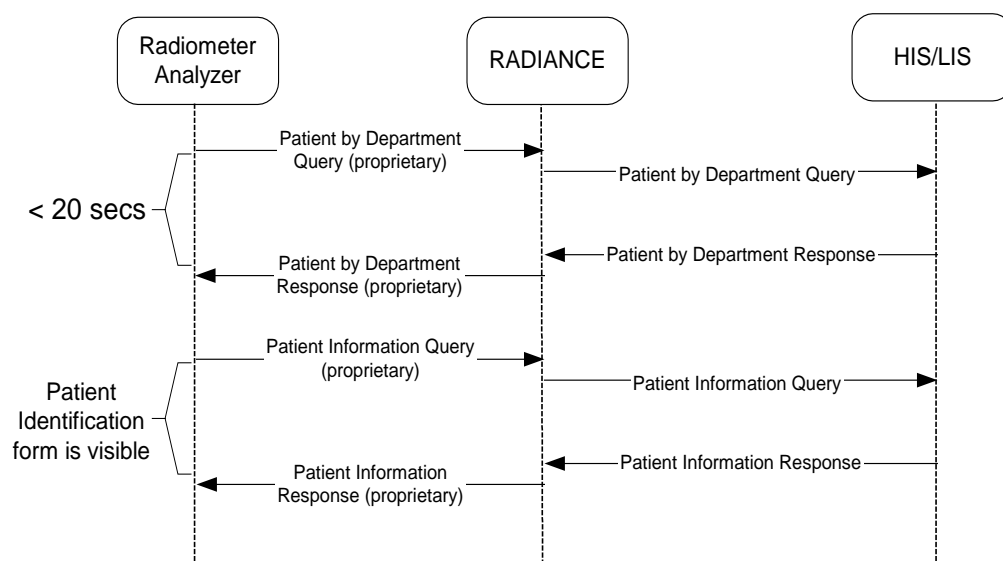 Radiometer
Analyzer
RADIANCE
HIS/LIS
Patient by Department
Query (proprietary)
Patient by Department Query
< 20 secs
Patient by Department Response
Patient by Department
Response (proprietary)
Patient Information Query
(proprietary)
Patient Information Query
Patient
Identification
form is visible
Patient Information Response
Patient Information
Response (proprietary)